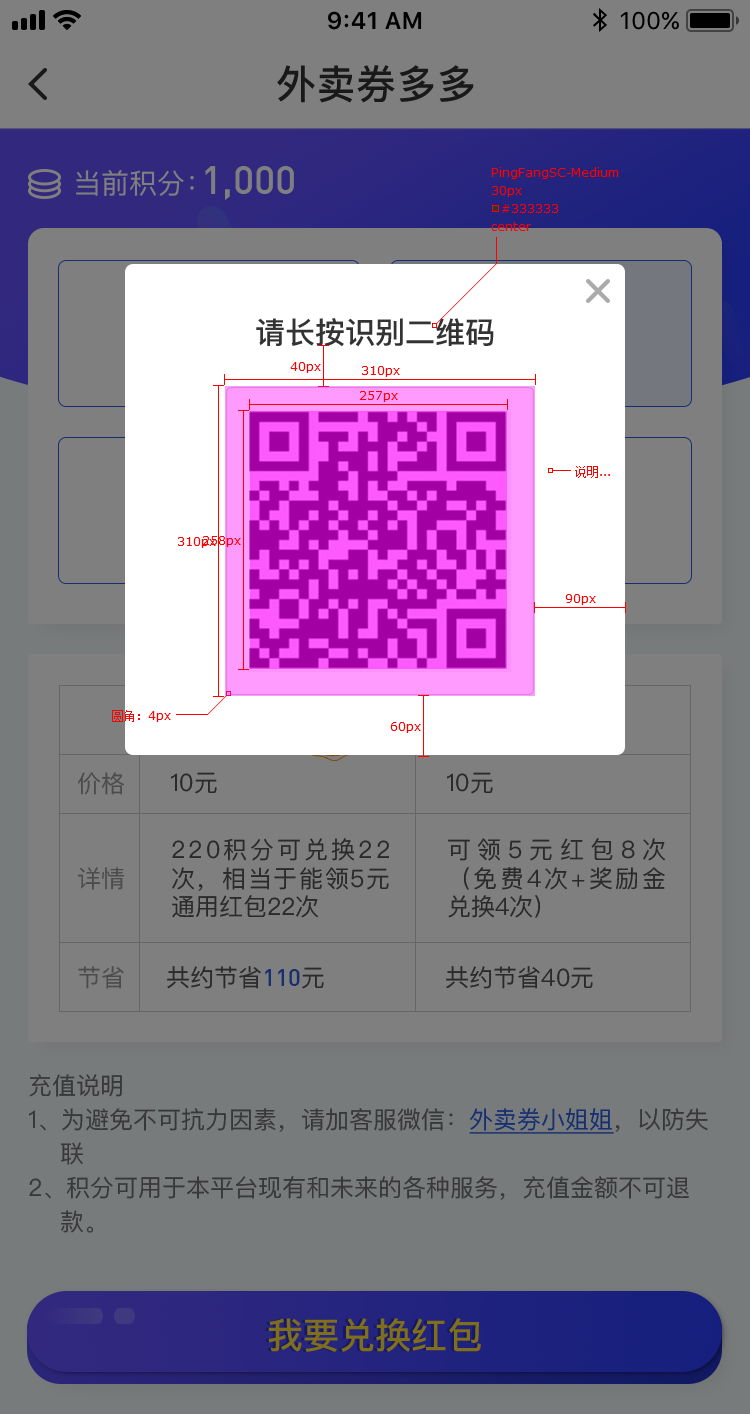 9:41 AM 100%
外卖券多多
当前积分：1,000
PingFangSC-Medium
30px
#333333
center
请长按识别二维码
40px
310px
257px
说明...
310px
258px
90px
圆角：4px
60px
价格 10元 10元
详情
220积分可兑换22
次，相当于能领5元
通用红包22次
可领5元红包8次
（免费4次+奖励金
兑换4次）
节省 共约节省110元 共约节省40元
充值说明
1、为避免不可抗力因素，请加客服微信：外卖券小姐姐，以防失
联
2、积分可用于本平台现有和未来的各种服务，充值金额不可退
款。
我要兑换红包